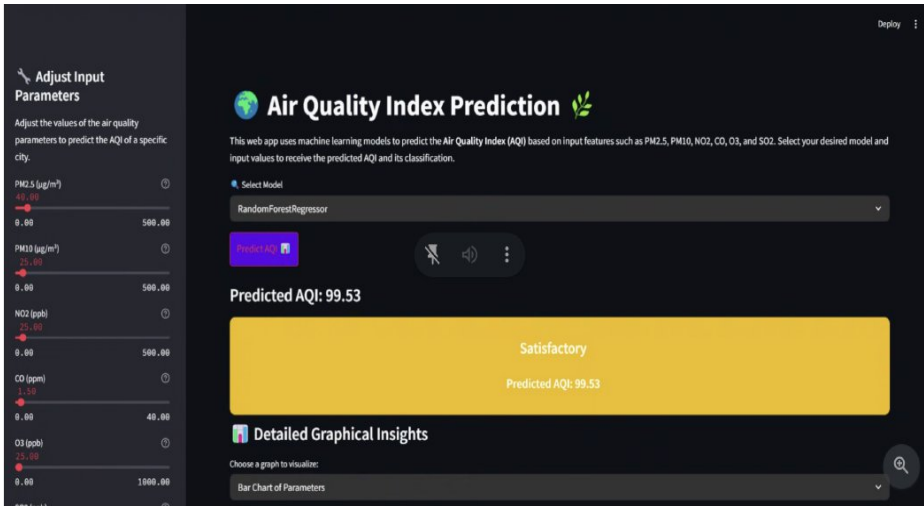 Deploy
Adjust Input
Parameters
Adjust the values of the air quality
parameters to predict the AQI of a specific
city.
PM2.5 (μg/m³)
40.00
0.00 500.00
PM10 (μg/m³)
25.00
0.00 500.00
NO2 (ppb)
25.00
0.00 500.00
CO (ppm)
1.50
0.00 40.00
O3 (ppb)
25.00
0.00 1000.00
Air Quality Index Prediction
This web app uses machine learning models to predict the Air Quality Index (AQI) based on input features such as PM2.5, PM10, NO2, CO, O3, and SO2. Select your desired model and
input values to receive the predicted AQI and its classification.
Select Model
RandomForestRegressor
Predict AQI
Predicted AQI: 99.53
Satisfactory
Predicted AQI: 99.53
Detailed Graphical Insights
Choose a graph to visualize:
Bar Chart of Parameters